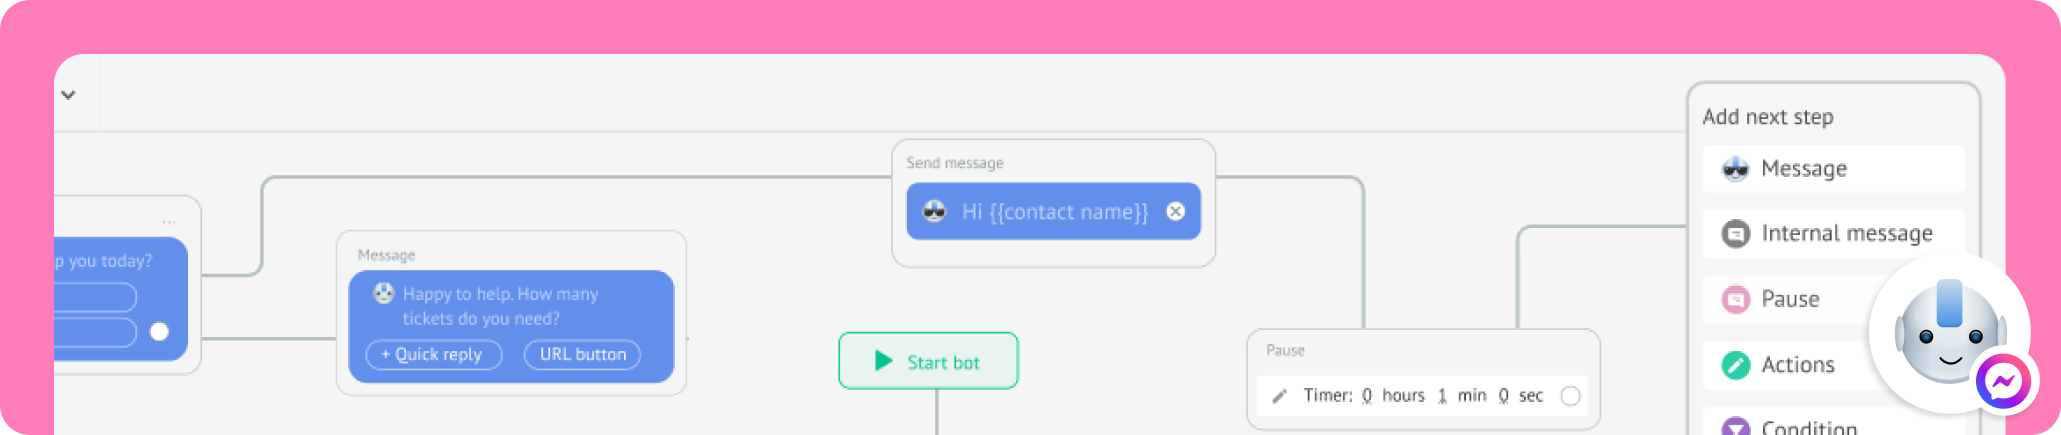 ...
p you today?
Message
Happy to help. How many
tickets do you need?
+ Quick reply
URL button
Send message
Hi {{contact name}}
Start bot
Pause
Timer: 0 hours 1 min 0 sec
Add next step
Message
Internal message
Pause
Actions
Condition